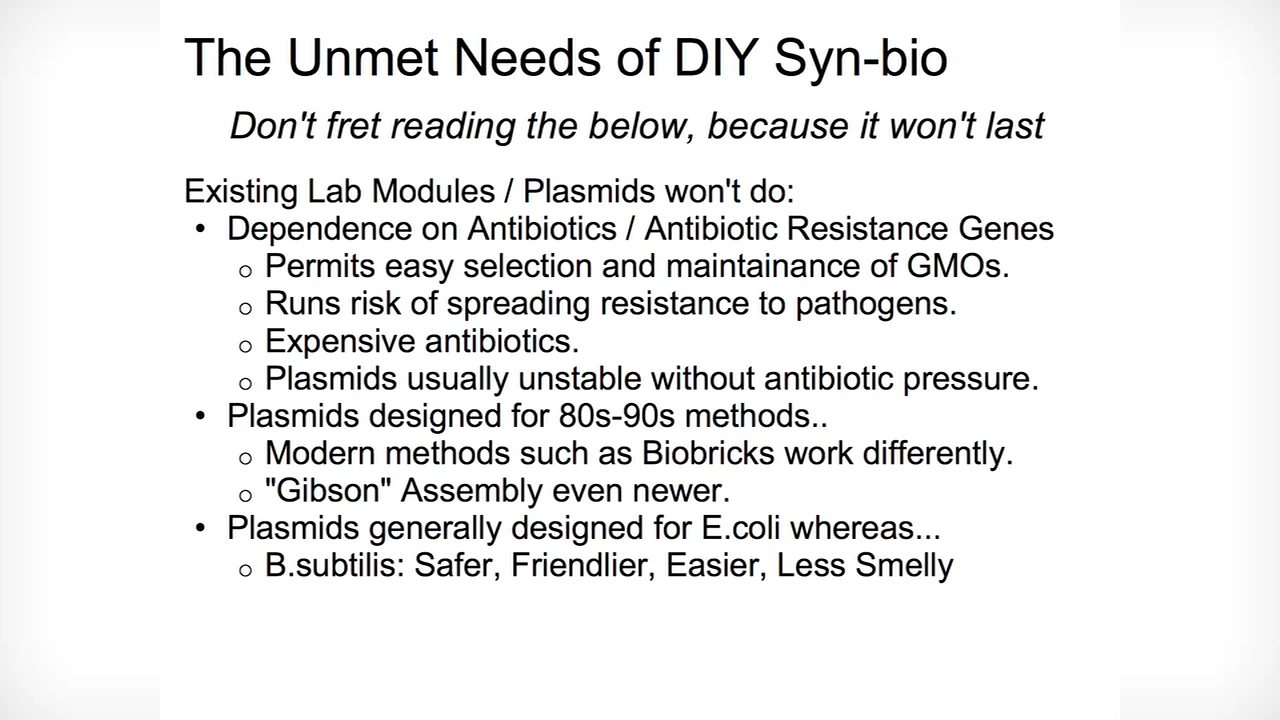 The Unmet Needs of DIY Syn-bio
Don't fret reading the below, because it won't last
Existing Lab Modules / Plasmids won't do:
• Dependence on Antibiotics / Antibiotic Resistance Genes
o Permits easy selection and maintainance of GMOs.
o Runs risk of spreading resistance to pathogens.
o Expensive antibiotics.
o Plasmids usually unstable without antibiotic pressure.
• Plasmids designed for 80s-90s methods..
o Modern methods such as Biobricks work differently.
o "Gibson" Assembly even newer.
• Plasmids generally designed for E.coli whereas...
o B.subtilis: Safer, Friendlier, Easier, Less Smelly